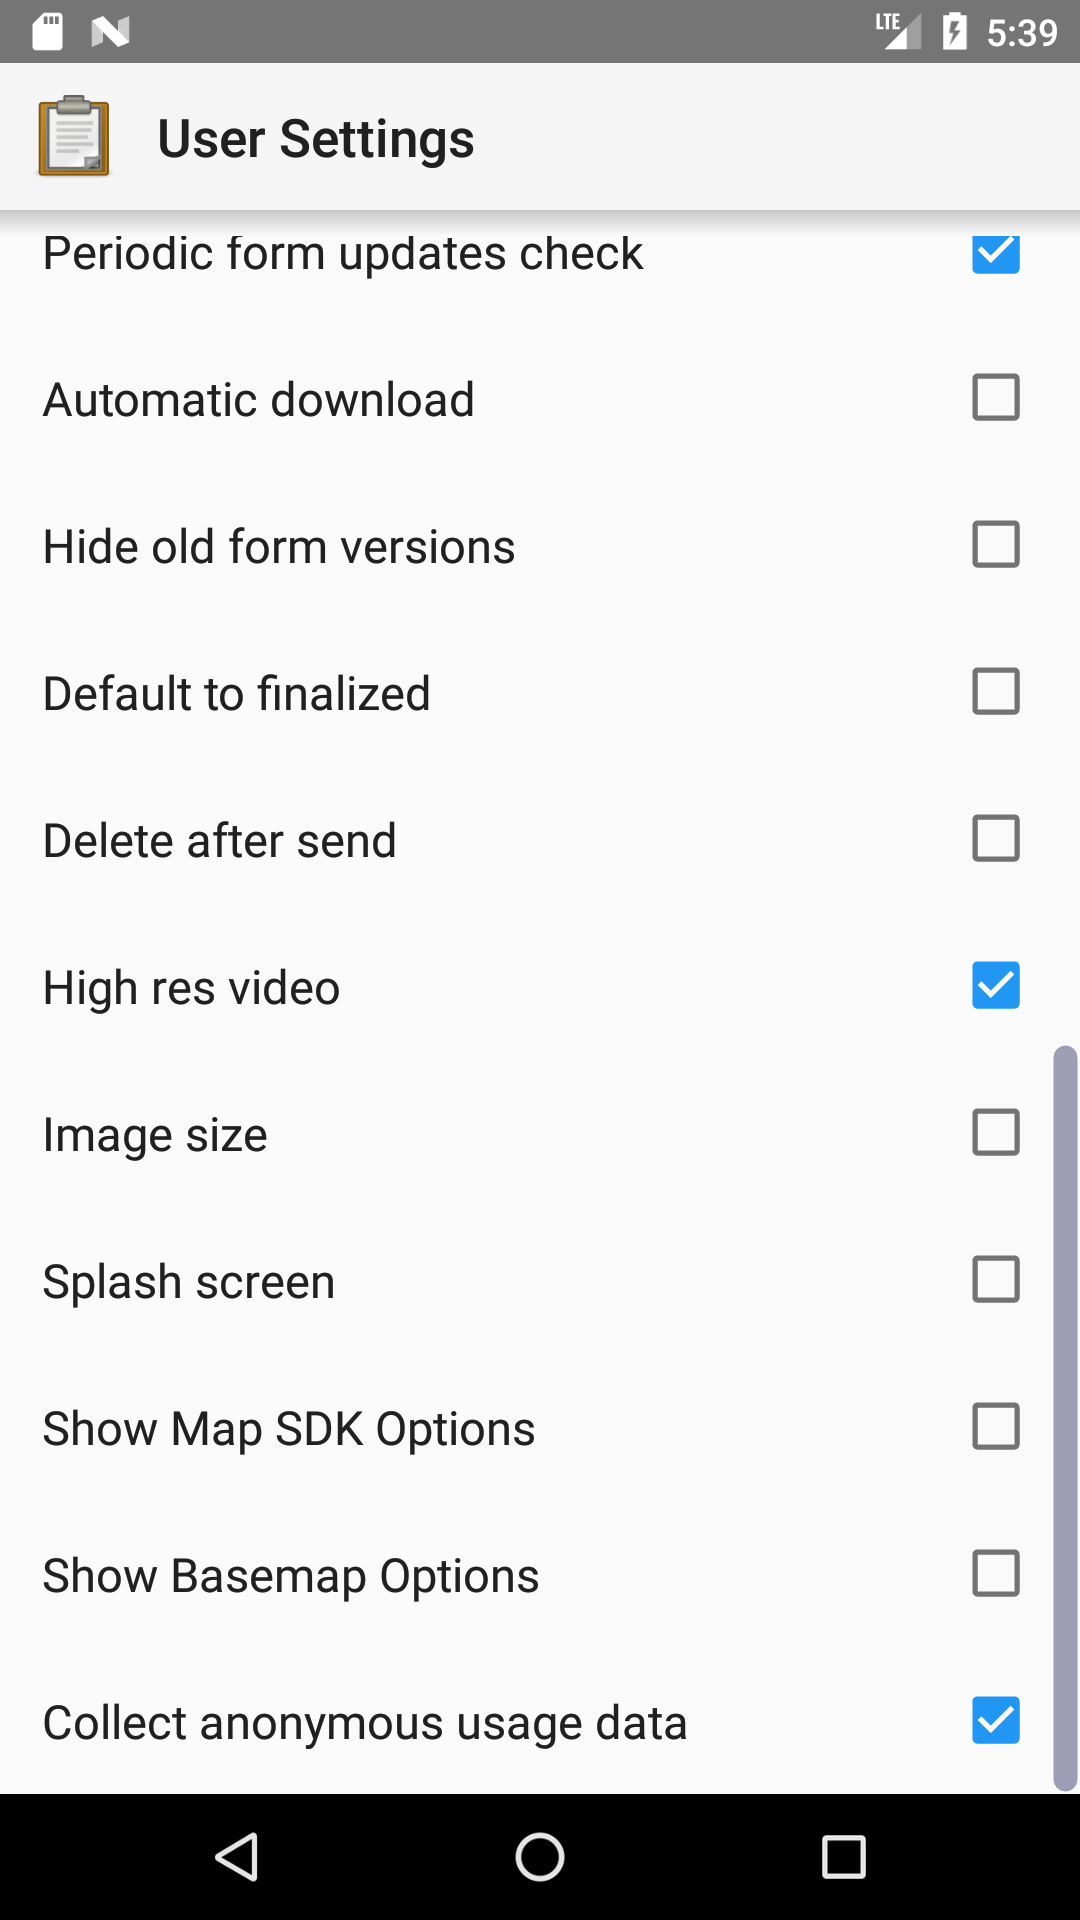 LTE 5:39
User Settings
Periodic form updates check
Automatic download
Hide old form versions
Default to finalized
Delete after send
High res video
Image size
Splash screen
Show Map SDK Options
Show Basemap Options
Collect anonymous usage data